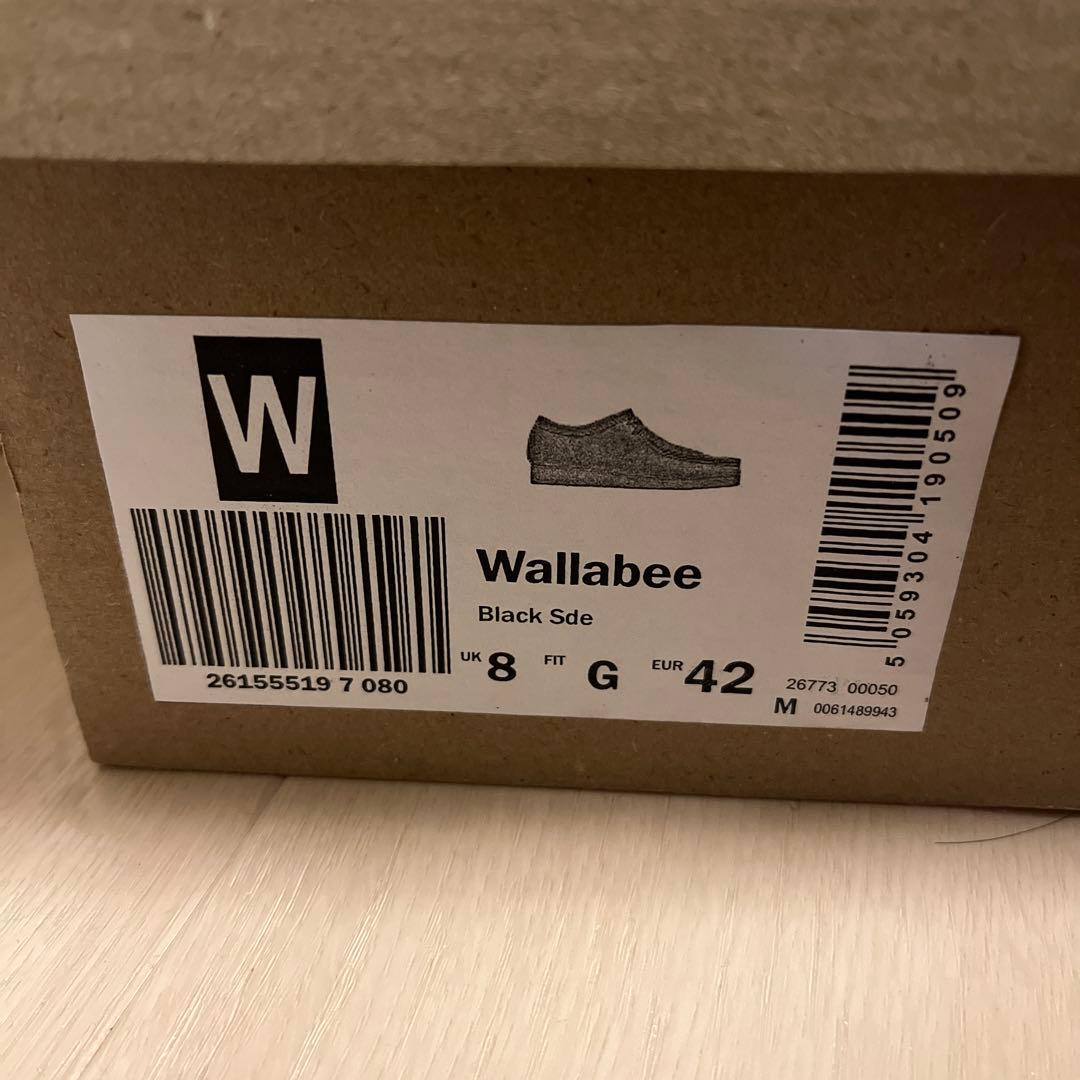 W
26155519 7 080
Wallabee
Black Sde
UK 8 FIT G EUR 42
5 059304 190509
26773 00050
M 0061489943